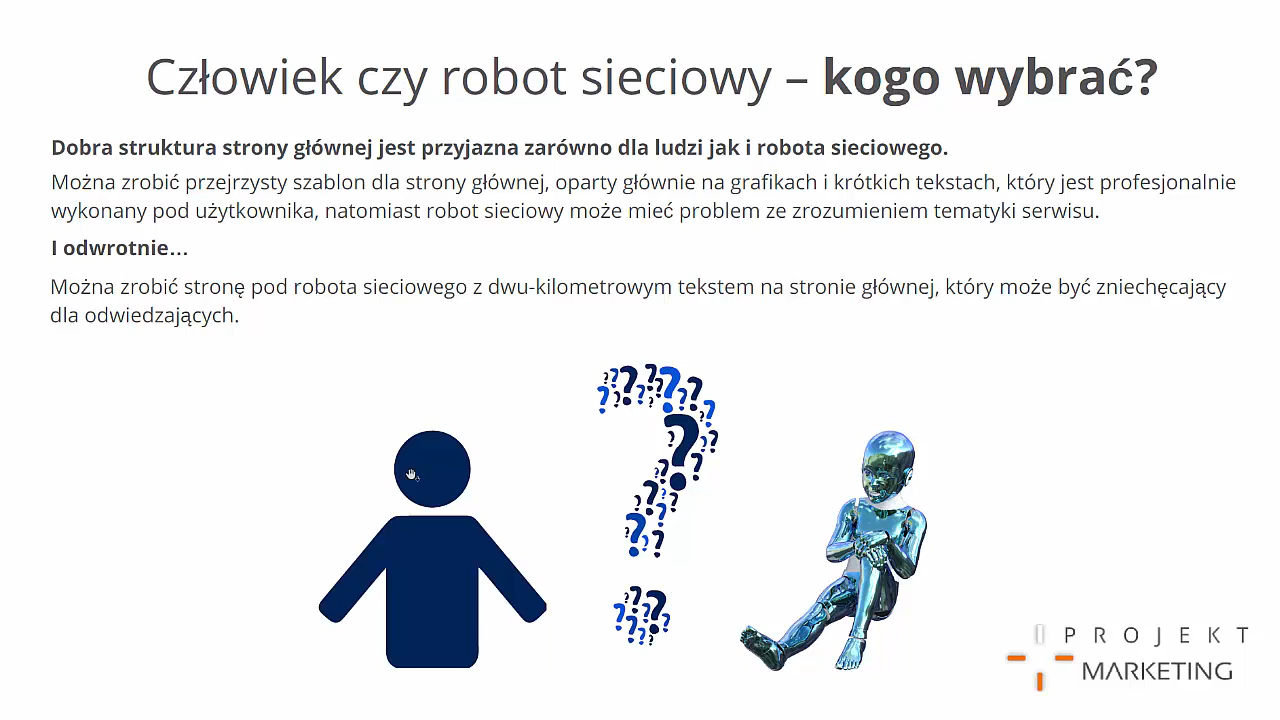 Człowiek czy robot sieciowy – kogo wybrać?
Dobra struktura strony głównej jest przyjazna zarówno dla ludzi jak i robota sieciowego.
Można zrobić przejrzysty szablon dla strony głównej, oparty głównie na grafikach i krótkich tekstach, który jest profesjonalnie
wykonany pod użytkownika, natomiast robot sieciowy może mieć problem ze zrozumieniem tematyki serwisu.
I odwrotnie...
Można zrobić stronę pod robota sieciowego z dwu-kilometrowym tekstem na stronie głównej, który może być zniechęcający
dla odwiedzających.
PROJEKT
MARKETING